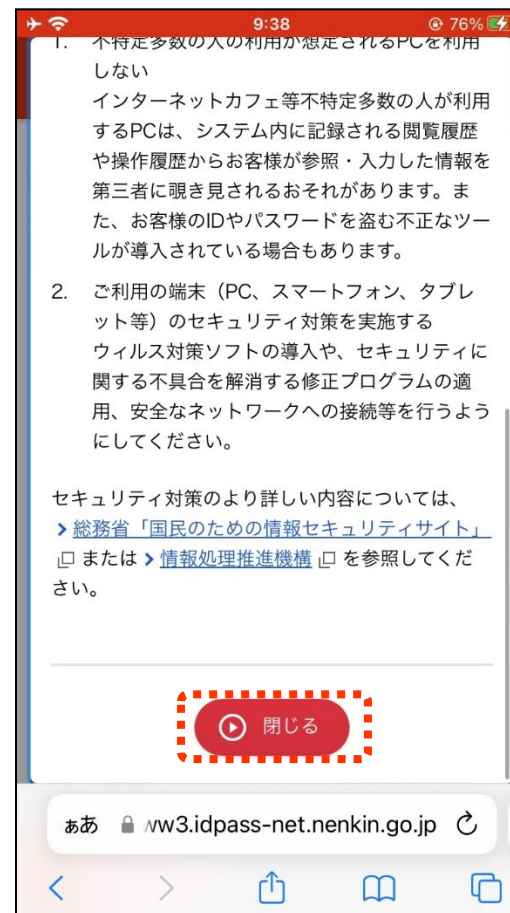 9:38
76%
1. 不特定多数の人の利用が想定されるPCを利用
しない
インターネットカフェ等不特定多数の人が利用
するPCは、システム内に記録される閲覧履歴
や操作履歴からお客様が参照・入力した情報を
第三者に覗き見されるおそれがあります。ま
た、お客様のIDやパスワードを盗む不正なツー
ルが導入されている場合もあります。
2. ご利用の端末（PC、スマートフォン、タブレ
ット等）のセキュリティ対策を実施する
ウィルス対策ソフトの導入や、セキュリティに
関する不具合を解消する修正プログラムの適
用、安全なネットワークへの接続等を行うよう
にしてください。
セキュリティ対策のより詳しい内容については、
総務省「国民のための情報セキュリティサイト」
または 情報処理推進機構 を参照してくだ
さい。
閉じる
ぁあ ww3.idpass-net.nenkin.go.jp